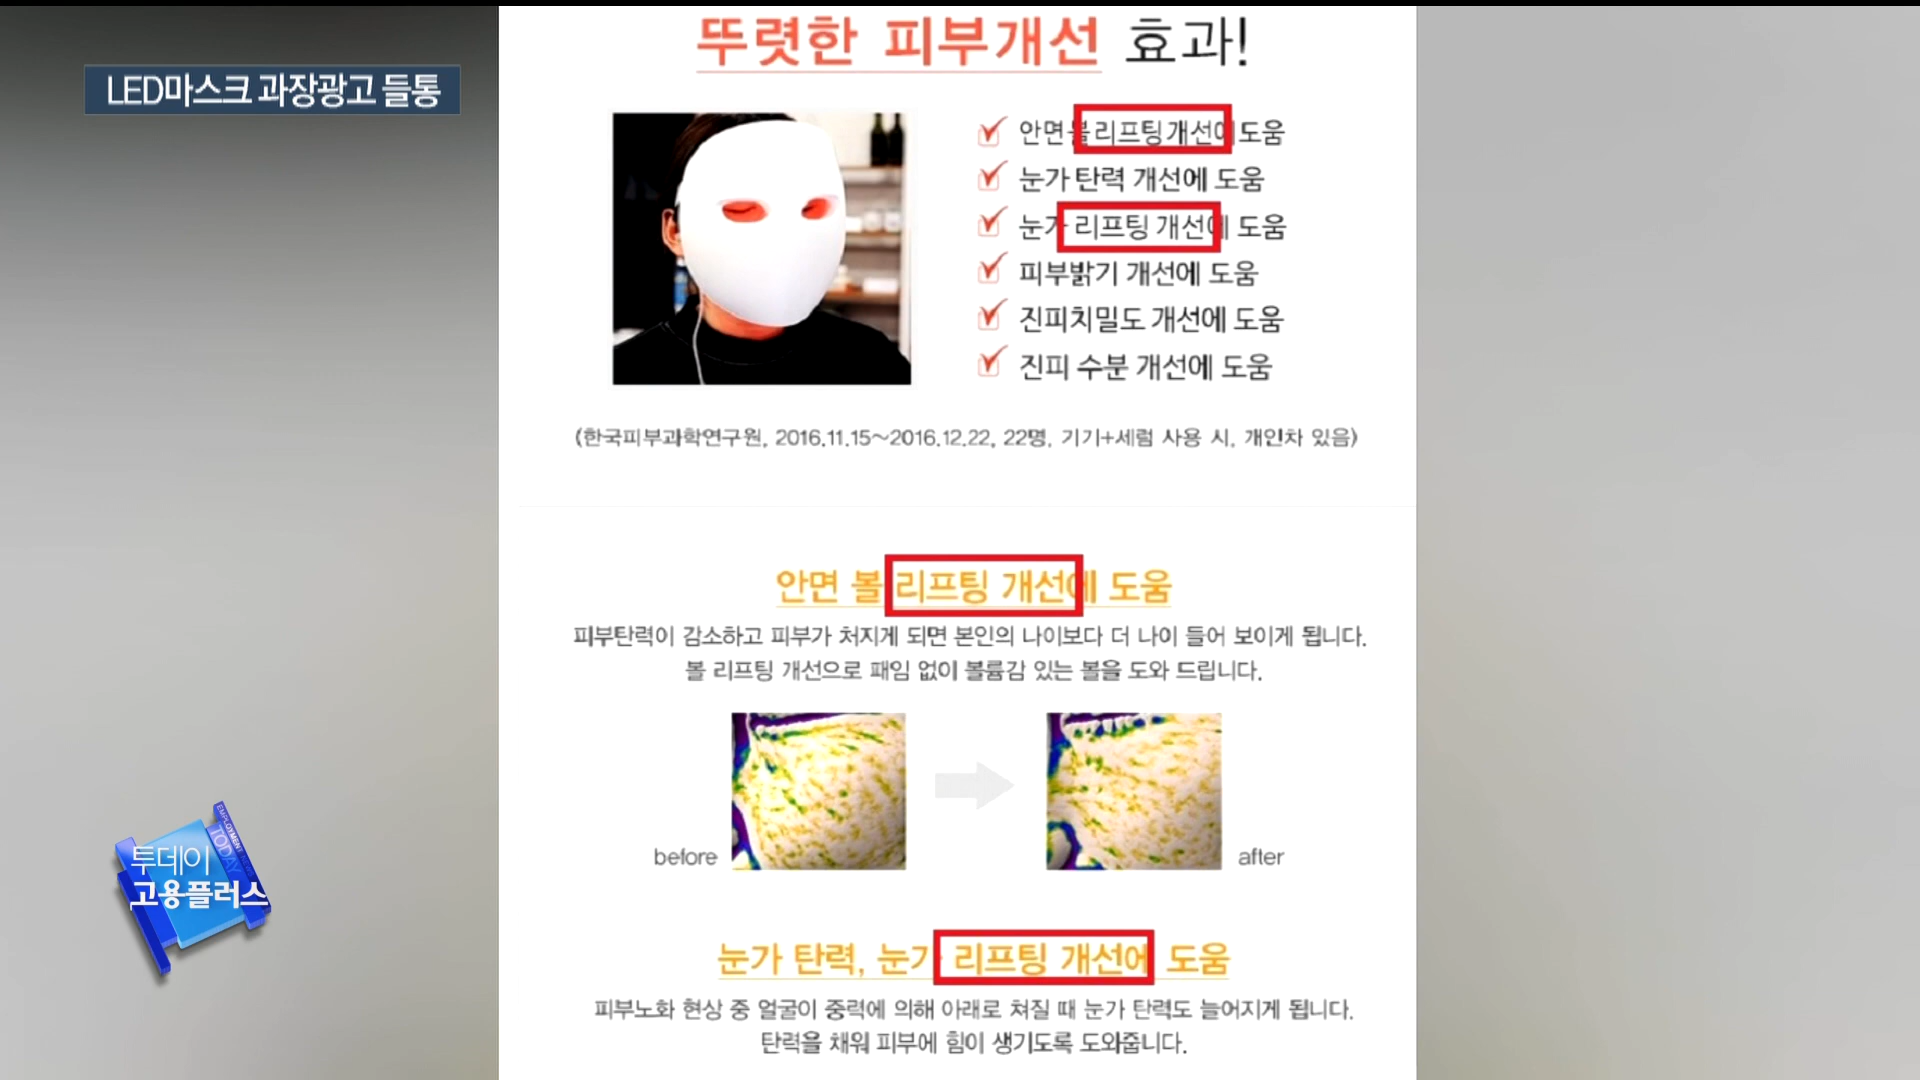 LED마스크 과장광고 들통
뚜렷한 피부개선 효과!
안면 볼 리프팅개선에 도움
눈가 탄력 개선에 도움
눈가 리프팅 개선에 도움
피부밝기 개선에 도움
진피치밀도 개선에 도움
진피 수분 개선에 도움
(한국피부과학연구원, 2016.11.15~2016.12.22, 22명, 기기+세럼 사용 시, 개인차 있음)
안면 볼 리프팅 개선에 도움
피부탄력이 감소하고 피부가 처지게 되면 본인의 나이보다 더 나이 들어 보이게 됩니다.
볼 리프팅 개선으로 패임 없이 볼륨감 있는 볼을 도와 드립니다.
before
after
눈가 탄력, 눈가 리프팅 개선에 도움
피부노화 현상 중 얼굴이 중력에 의해 아래로 쳐질 때 눈가 탄력도 늘어지게 됩니다.
탄력을 채워 피부에 힘이 생기도록 도와줍니다.
EMPLOYMENT
TODAY
투데이
고용플러스